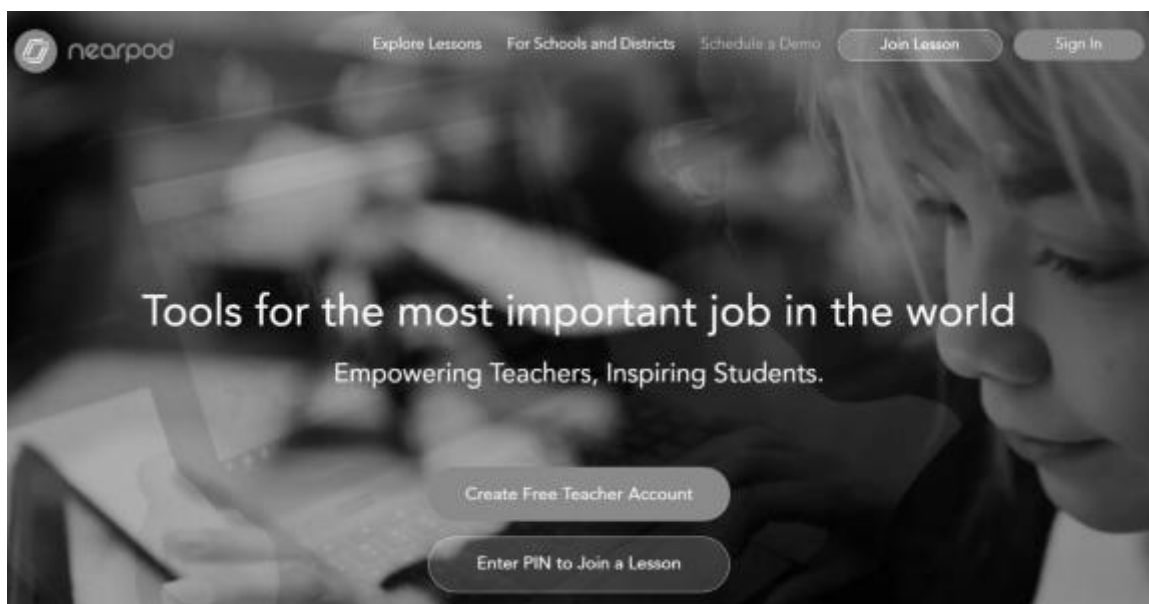 nearpod
Explore Lessons For Schools and Districts Schedule a Demo Join Lesson Sign In
Tools for the most important job in the world
Empowering Teachers, Inspiring Students.
Create Free Teacher Account
Enter PIN to Join a Lesson